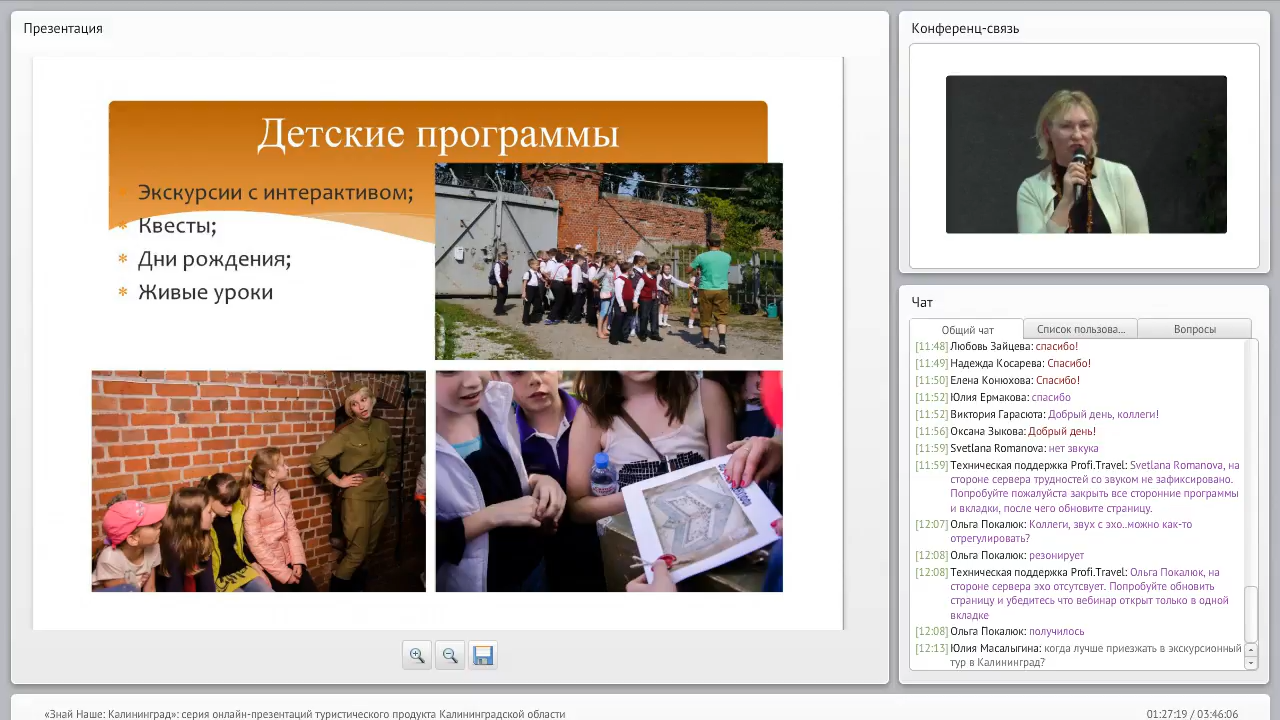 Презентация
Детские программы
* Экскурсии с интерактивом;
* Квесты;
* Дни рождения;
* Живые уроки
Конференц-связь
Чат
Общий чат
Список пользова...
Вопросы
[11:48] Любовь Зайцева: спасибо!
[11:49] Надежда Косарева: Спасибо!
[11:50] Елена Конюхова: Спасибо!
[11:52] Юлия Ермакова: спасибо
[11:52] Виктория Гарасюта: Добрый день, коллеги!
[11:56] Оксана Зыкова: Добрый день!
[11:59] Svetlana Romanova: нет звкука
[11:59] Техническая поддержка Profi.Travel: Svetlana Romanova, на
стороне сервера трудностей со звуком не зафиксировано.
Попробуйте пожалуйста закрыть все сторонние программы
и вкладки, после чего обновите страницу.
[12:07] Ольга Покалюк: Коллеги, звух с эхо..можно как-то
отрегулировать?
[12:08] Ольга Покалюк: резонирует
[12:08] Техническая поддержка Profi.Travel: Ольга Покалюк, на
стороне сервера эхо отсутсвует. Попробуйте обновить
страницу и убедитесь что вебинар открыт только в одной
вкладке
[12:08] Ольга Покалюк: получилось
[12:13] Юлия Масалыгина: когда лучше приезжать в экскурсионный
тур в Калининград?
«Знай Наше: Калининград»: серия онлайн-презентаций туристического продукта Калининградской области
01:27:19 / 03:46:06